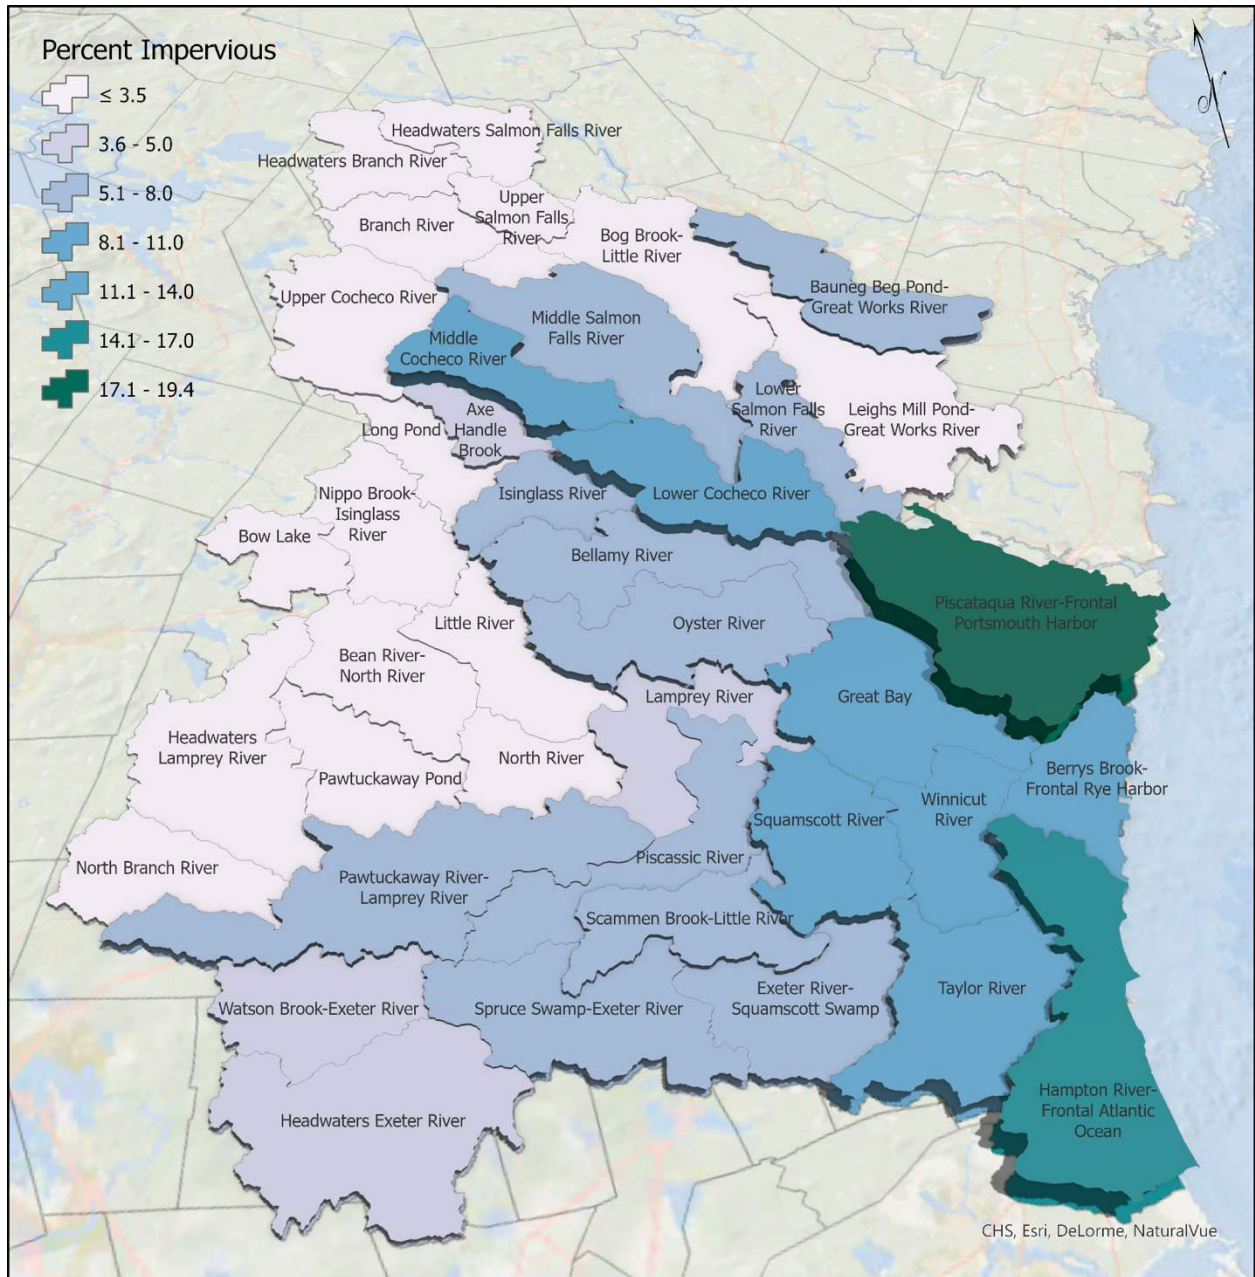 Percent Impervious
≤ 3.5
3.6 - 5.0
5.1 - 8.0
8.1 - 11.0
11.1 - 14.0
14.1 - 17.0
17.1 - 19.4
N
Headwaters Salmon Falls River
Headwaters Branch River
Upper
Salmon Falls
River
Branch River
Bog Brook-
Little River
Bauneg Beg Pond-
Great Works River
Upper Cocheco River
Middle Salmon
Falls River
Middle
Cocheco River
Lower
Salmon Falls
River
Leighs Mill Pond-
Great Works River
Axe
Handle
Brook
Long Pond
Nippo Brook-
Isinglass
River
Isinglass River
Lower Cocheco River
Bow Lake
Bellamy River
Piscataqua River-Frontal
Portsmouth Harbor
Little River
Oyster River
Bean River-
North River
Lamprey River
Great Bay
Headwaters
Lamprey River
North River
Pawtuckaway Pond
Berrys Brook-
Frontal Rye Harbor
Winnicut
River
Squamscott River
North Branch River
Piscassic River
Pawtuckaway River-
Lamprey River
Scammen Brook-Little River
Watson Brook-Exeter River
Spruce Swamp-Exeter River
Exeter River-
Squamscott Swamp
Taylor River
Headwaters Exeter River
Hampton River-
Frontal Atlantic
Ocean
CHS, Esri, DeLorme, NaturalVue